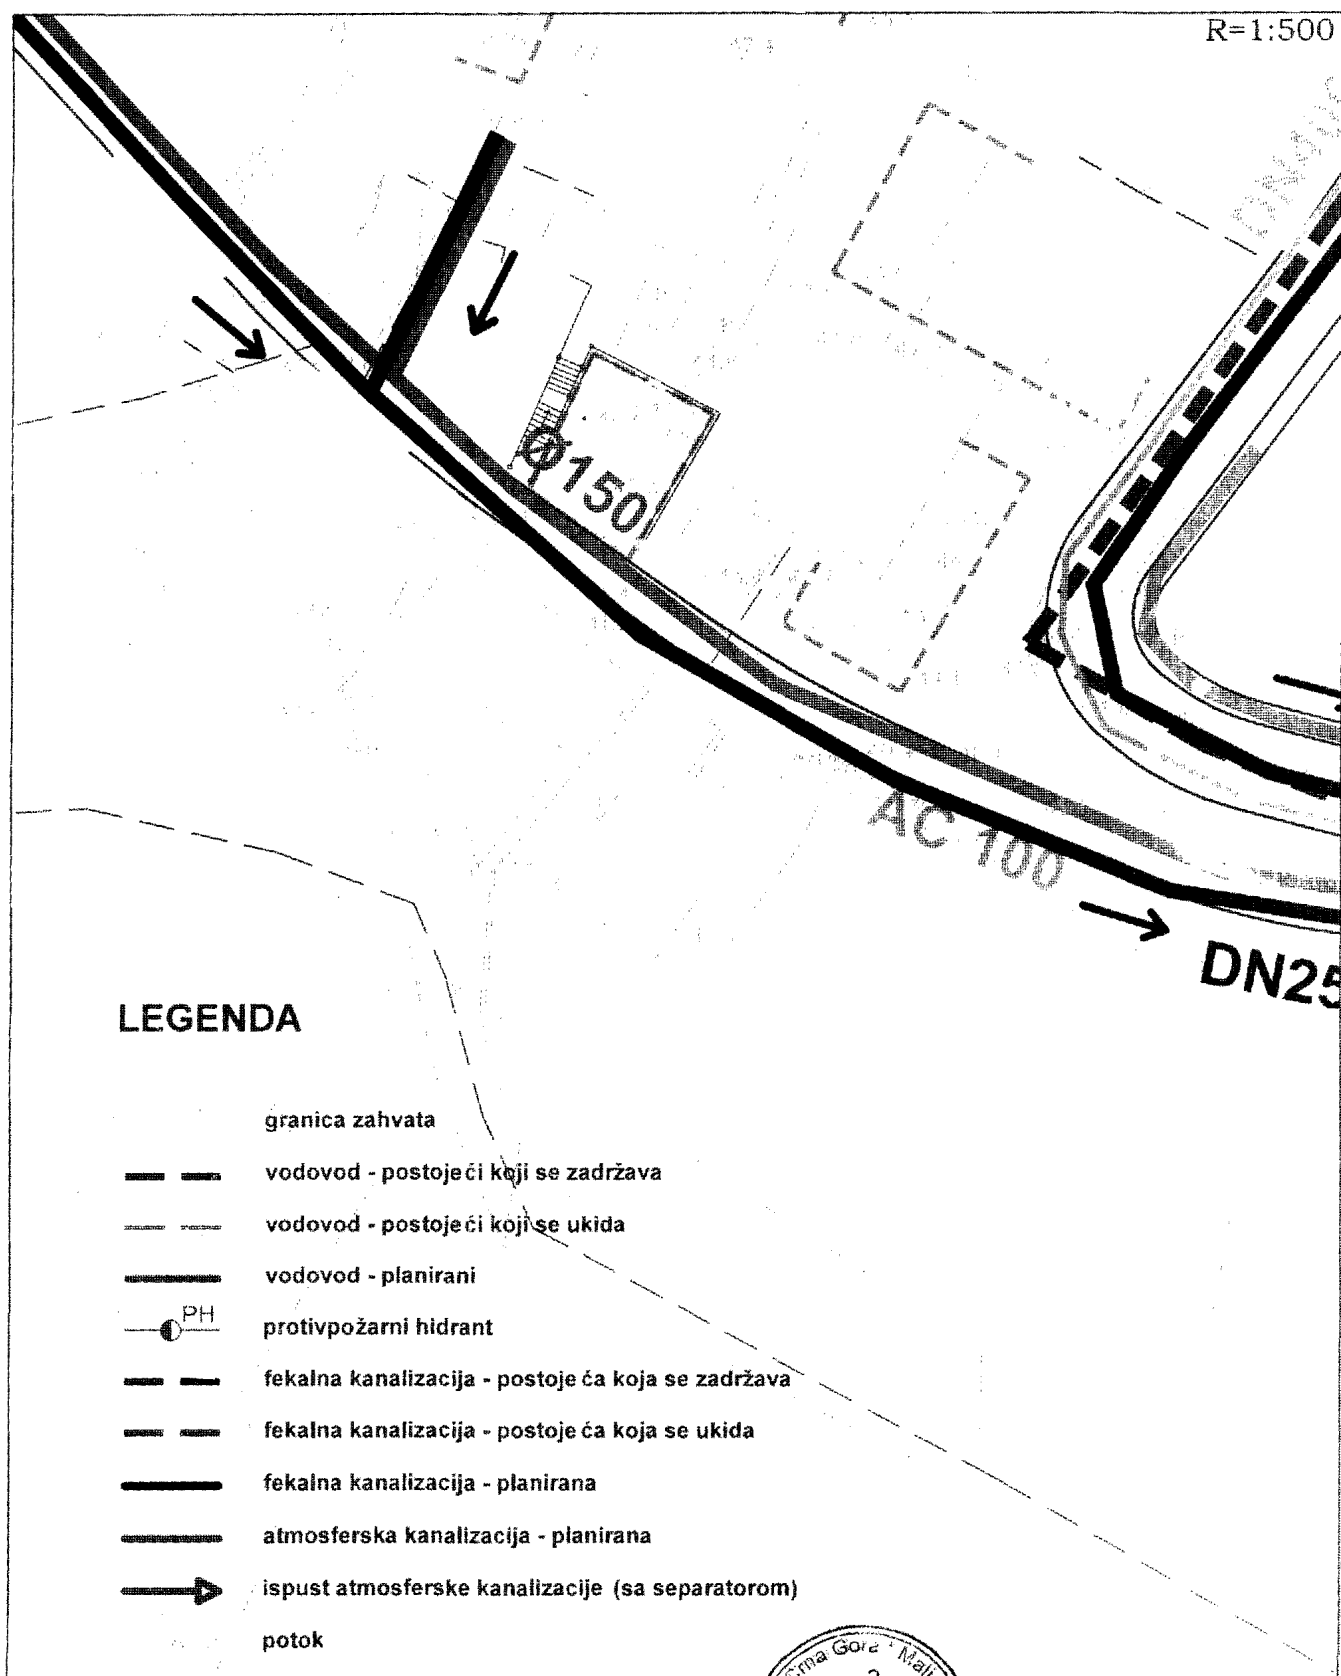 R=1:500
Ø150
AC 100
DN25
LEGENDA
granica zahvata
vodovod - postojeći koji se zadržava
vodovod - postojeći koji se ukida
vodovod - planirani
PH
protivpožarni hidrant
fekalna kanalizacija - postojeća koja se zadržava
fekalna kanalizacija - postojeća koja se ukida
fekalna kanalizacija - planirana
atmosferska kanalizacija - planirana
ispust atmosferske kanalizacije (sa separatorom)
potok
Crna Gora